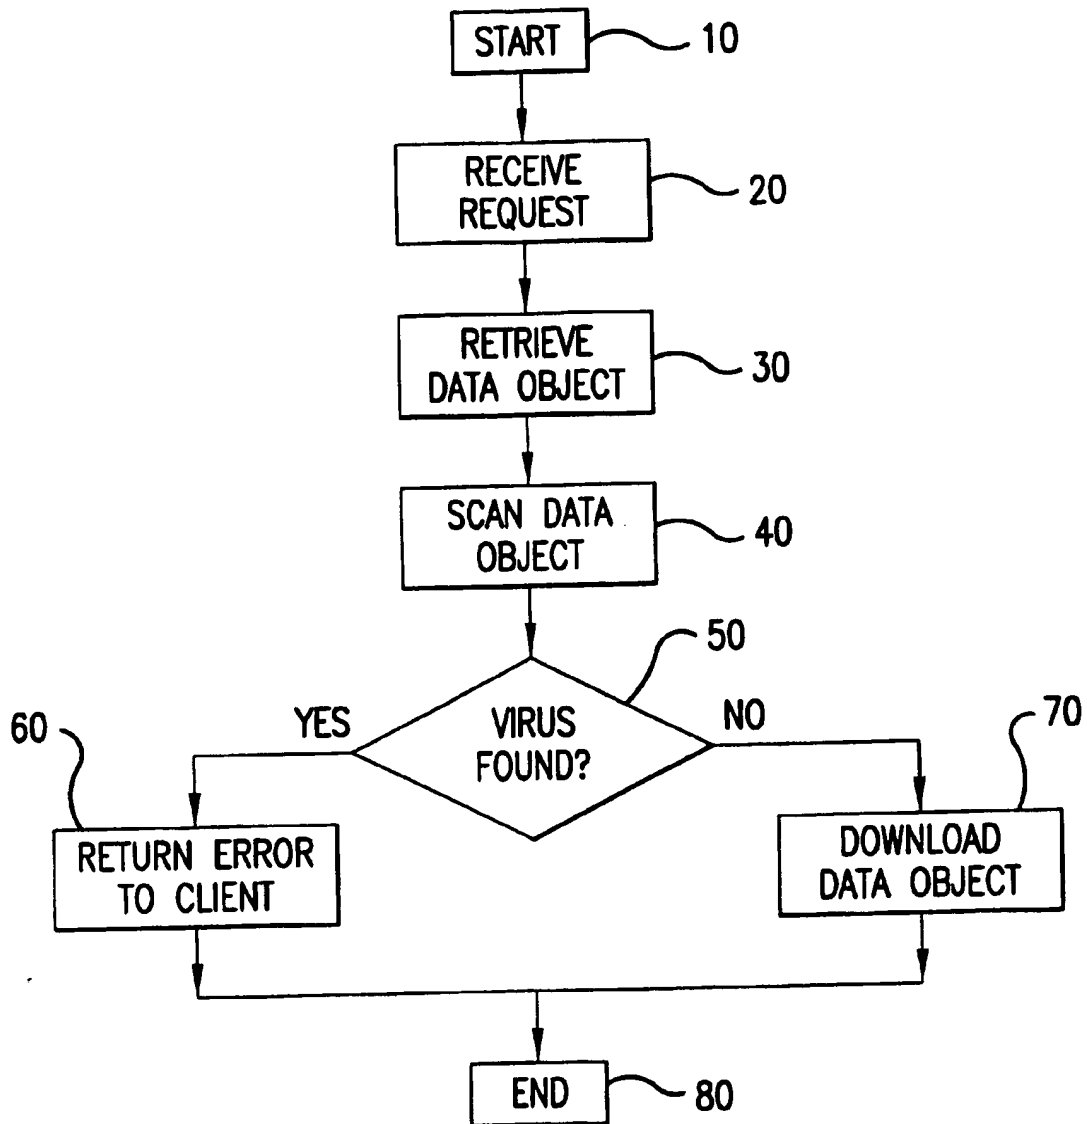 START
10
RECEIVE
REQUEST
20
RETRIEVE
DATA OBJECT
30
SCAN DATA
OBJECT
40
50
VIRUS
FOUND?
YES
NO
60
RETURN ERROR
TO CLIENT
70
DOWNLOAD
DATA OBJECT
END
80